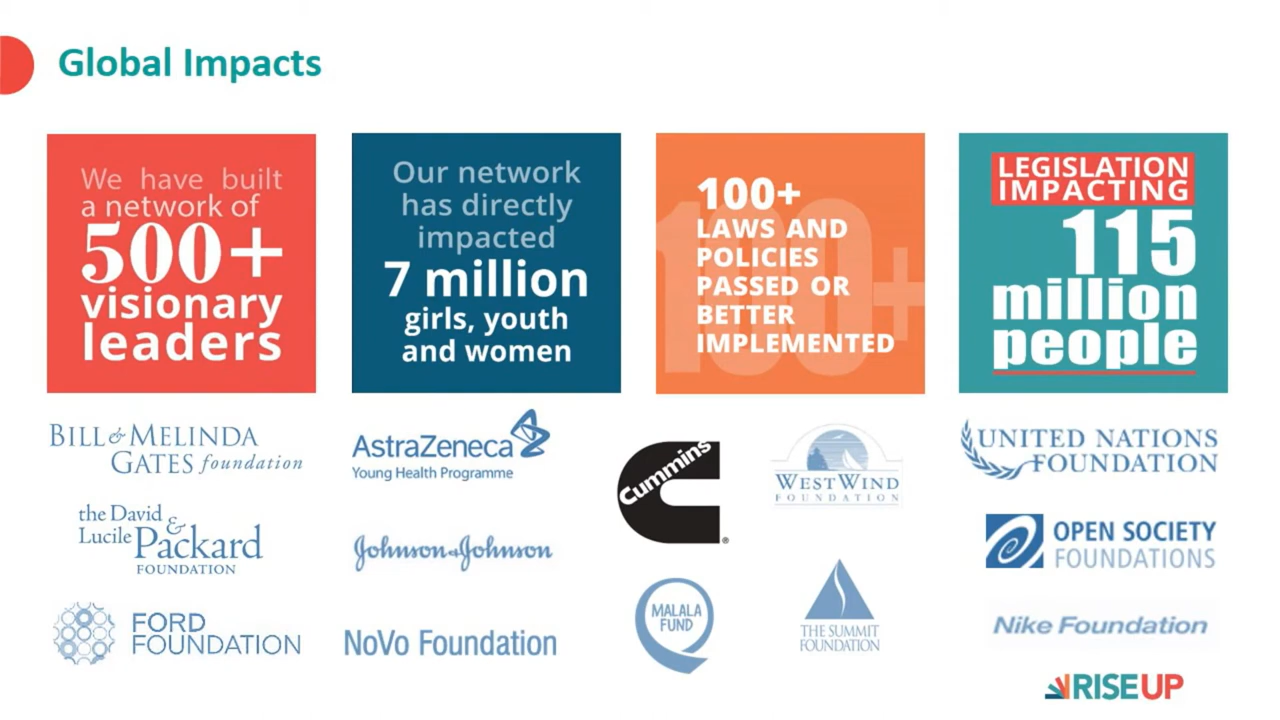 Global Impacts
We have built
a network of
500+
visionary
leaders
Our network
has directly
impacted
7 million
girls, youth
and women
100+
100+
LAWS AND
POLICIES
PASSED OR
BETTER
IMPLEMENTED
LEGISLATION
IMPACTING
115
million
people
BILL & MELINDA
GATES foundation
the David &
Lucile Packard
FOUNDATION
FORD
FOUNDATION
AstraZeneca
Young Health Programme
Johnson & Johnson
NoVo Foundation
Cummins
®
MALALA
FUND
WESTWIND
FOUNDATION
THE SUMMIT
FOUNDATION
UNITED NATIONS
FOUNDATION
OPEN SOCIETY
FOUNDATIONS
Nike Foundation
RISE UP